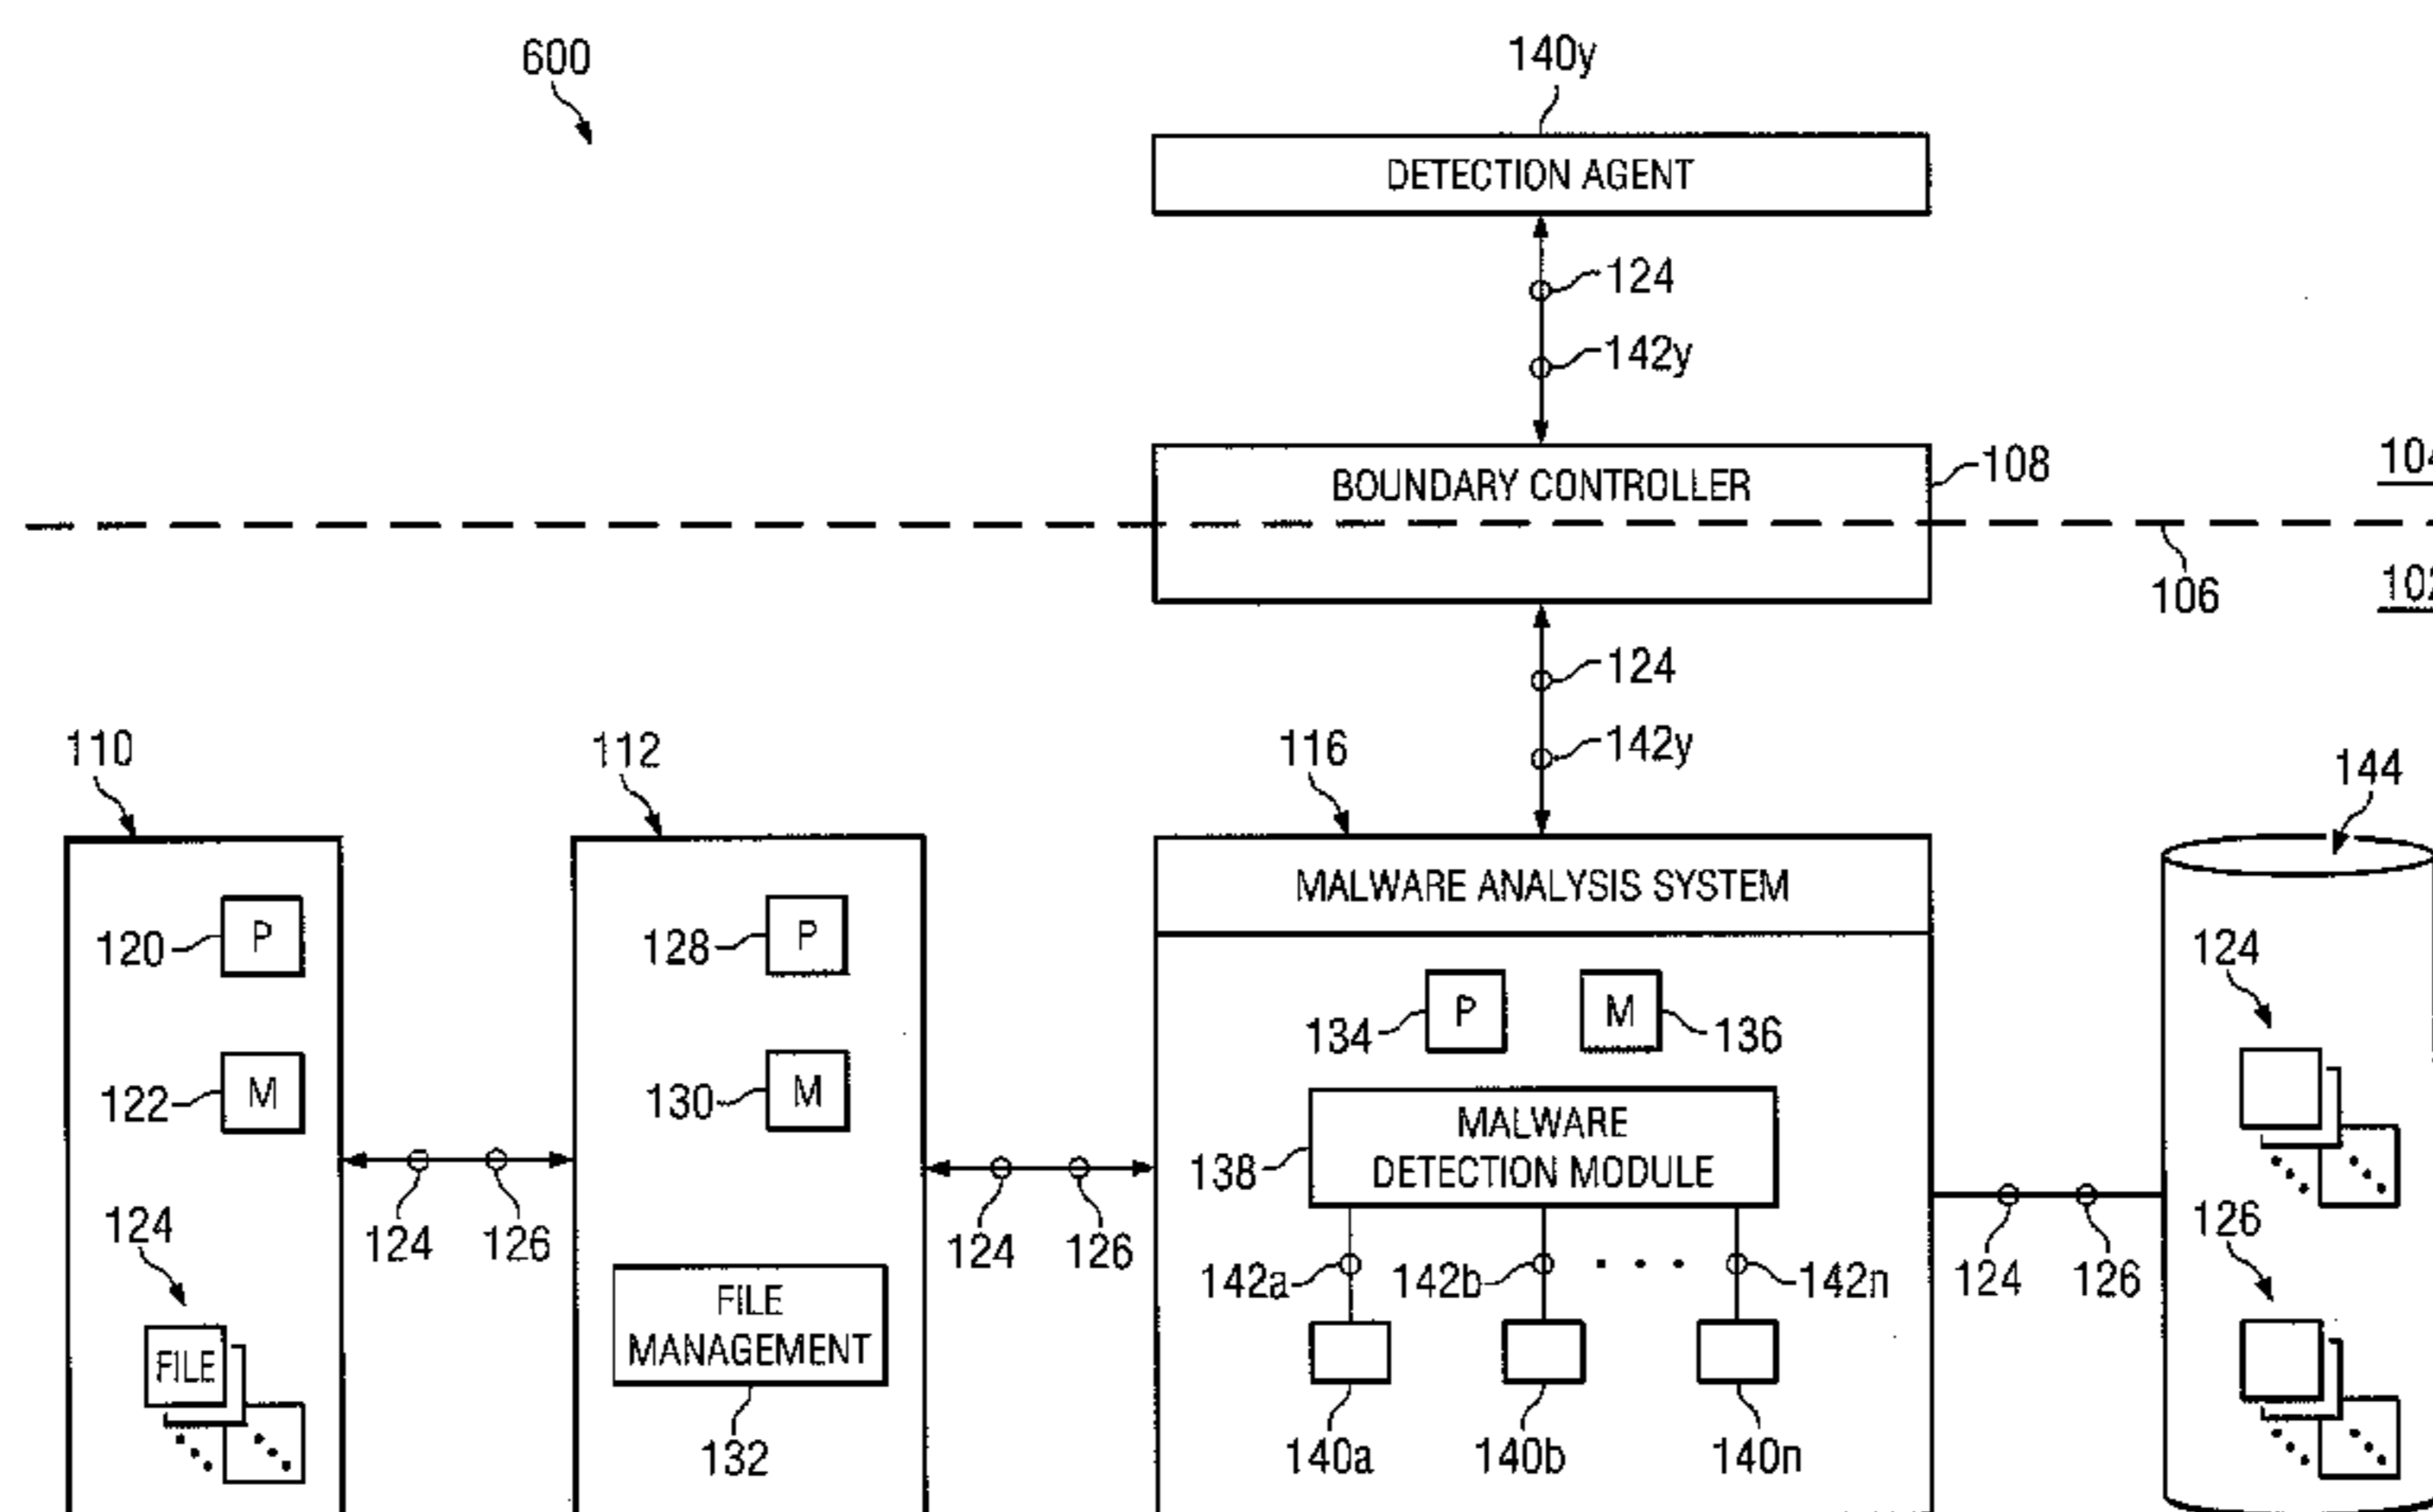 600
140y
DETECTION AGENT
124
142y
BOUNDARY CONTROLLER
108
106
124
142y
110
112
116
144
MALWARE ANALYSIS SYSTEM
120
P
128
P
124
134
P
M
136
122
M
130
M
MALWARE
DETECTION MODULE
138
124
124
126
124
126
142a
142b
142n
124
126
126
FILE
MANAGEMENT
FILE
132
140a
140b
140n